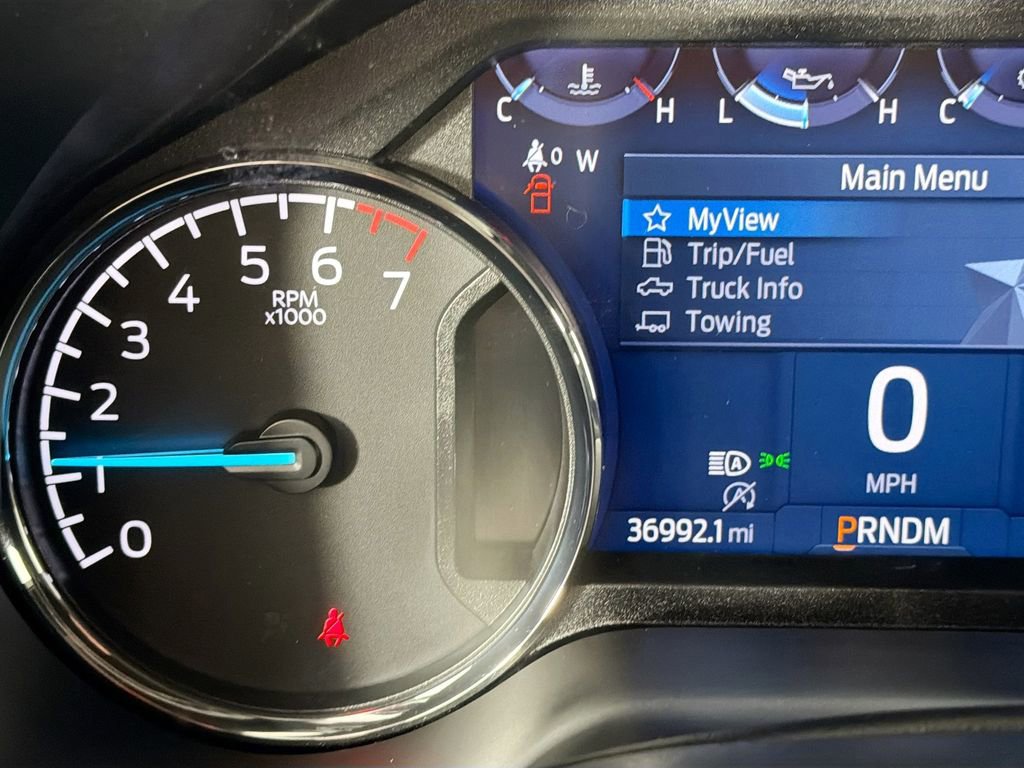 C H L H C
0 W
Main Menu
MyView
Trip/Fuel
Truck Info
Towing
0
MPH
A
36992.1 mi
PRNDM
0 1 2 3 4 5 6 7
RPM
x1000